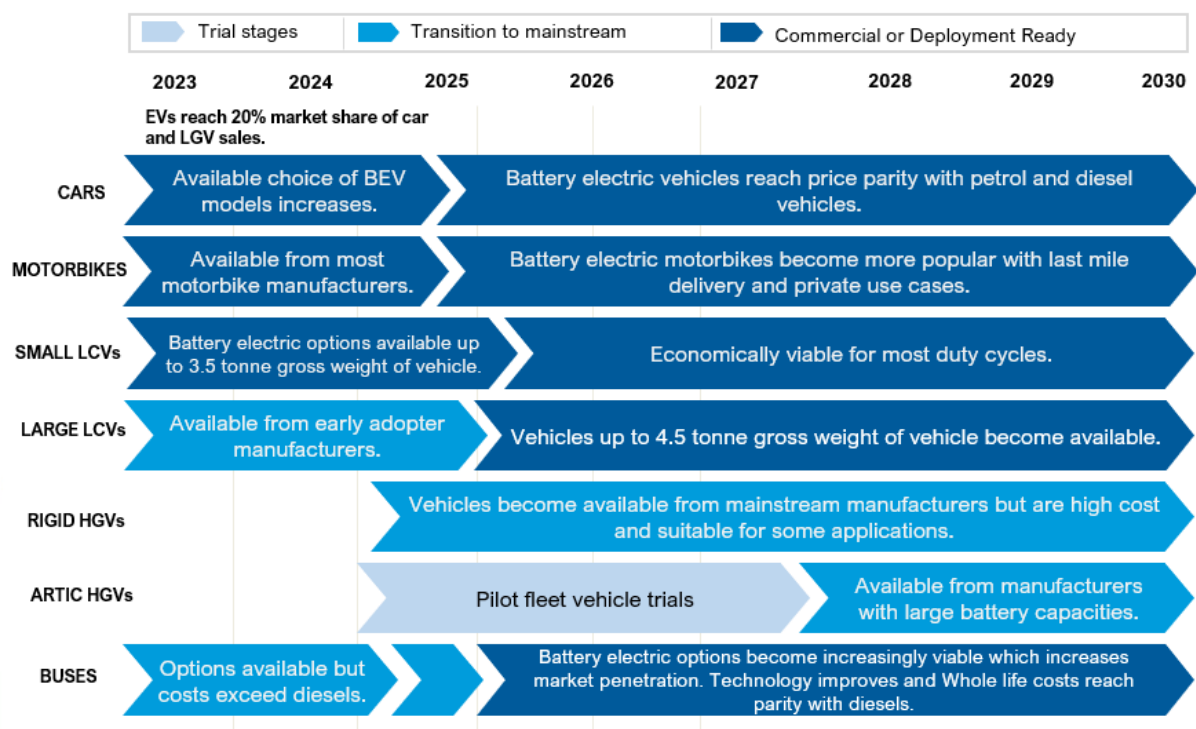 Trial stages
Transition to mainstream
Commercial or Deployment Ready
2023
2024
2025
2026
2027
2028
2029
2030
EVs reach 20% market share of car
and LGV sales.
CARS
Available choice of BEV
models increases.
Battery electric vehicles reach price parity with petrol and diesel
vehicles.
MOTORBIKES
Available from most
motorbike manufacturers.
Battery electric motorbikes become more popular with last mile
delivery and private use cases.
SMALL LCVs
Battery electric options available up
to 3.5 tonne gross weight of vehicle.
Economically viable for most duty cycles.
LARGE LCVs
Available from early adopter
manufacturers.
Vehicles up to 4.5 tonne gross weight of vehicle become available.
RIGID HGVs
Vehicles become available from mainstream manufacturers but are high cost
and suitable for some applications.
ARTIC HGVs
Pilot fleet vehicle trials
Available from manufacturers
with large battery capacities.
BUSES
Options available but
costs exceed diesels.
Battery electric options become increasingly viable which increases
market penetration. Technology improves and Whole life costs reach
parity with diesels.